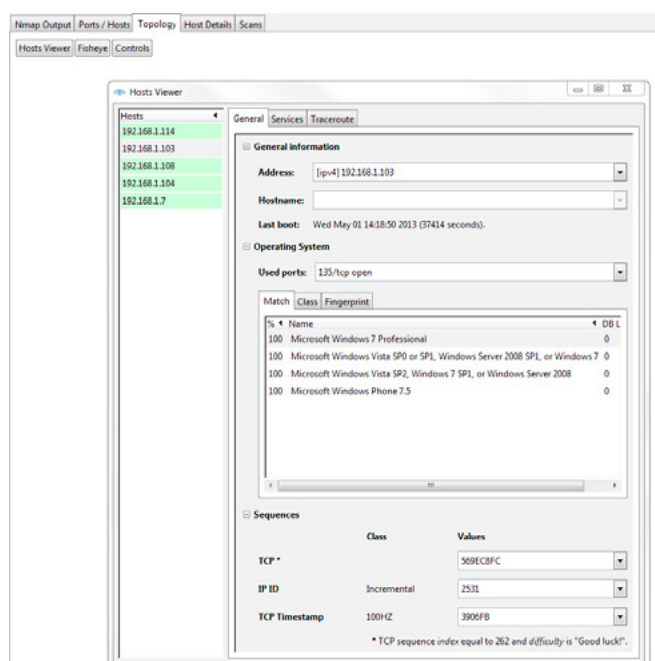 Nmap Output Ports / Hosts Topology Host Details Scans
Hosts Viewer Fisheye Controls
Hosts Viewer
Hosts
192.168.1.114
192.168.1.103
192.168.1.108
192.168.1.104
192.168.1.7
General Services Traceroute
General information
Address: [ipv4] 192.168.1.103
Hostname:
Last boot: Wed May 01 14:18:50 2013 (37414 seconds).
Operating System
Used ports: 135/tcp open
Match Class Fingerprint
% Name DB L
100 Microsoft Windows 7 Professional 0
100 Microsoft Windows Vista SP0 or SP1, Windows Server 2008 SP1, or Windows 7 0
100 Microsoft Windows Vista SP2, Windows 7 SP1, or Windows Server 2008 0
100 Microsoft Windows Phone 7.5 0
Sequences
Class Values
TCP * 569EC8FC
IP ID Incremental 2531
TCP Timestamp 100HZ 3906FB
* TCP sequence index equal to 262 and difficulty is "Good luck!".